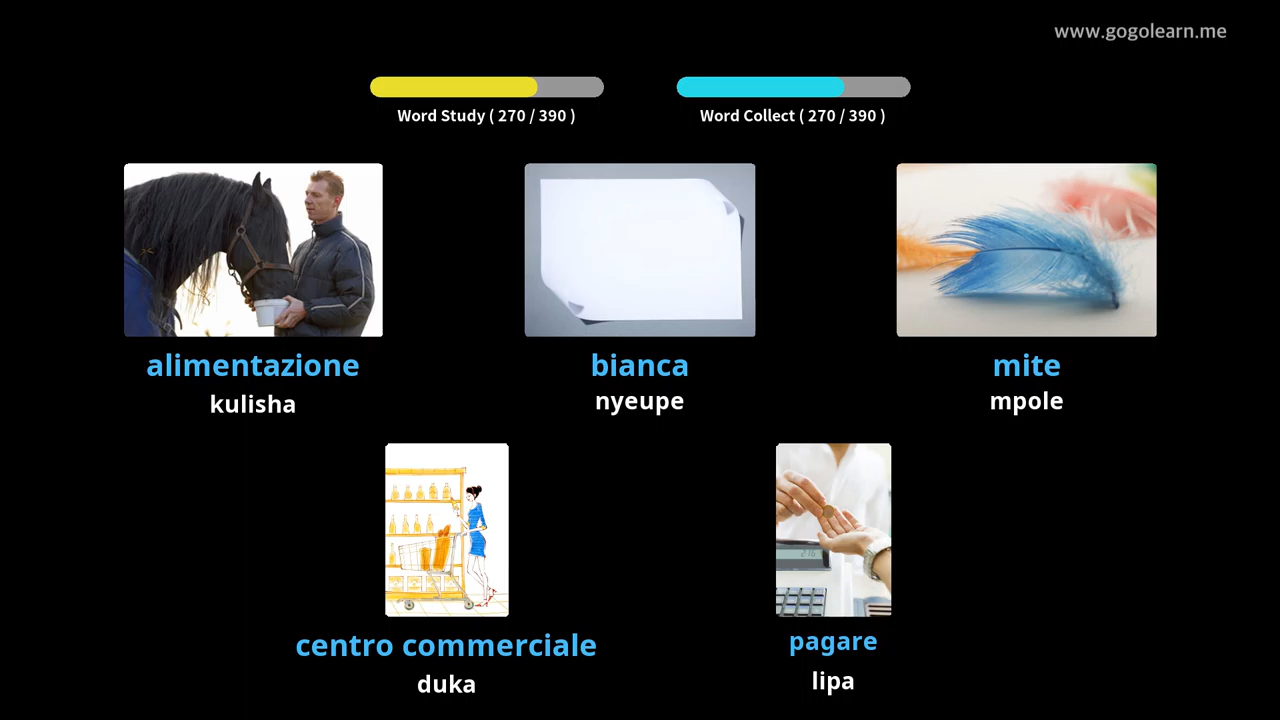 www.gogolearn.me
Word Study ( 270 / 390 )
Word Collect ( 270 / 390 )
alimentazione
kulisha
bianca
nyeupe
mite
mpole
centro commerciale
duka
pagare
lipa